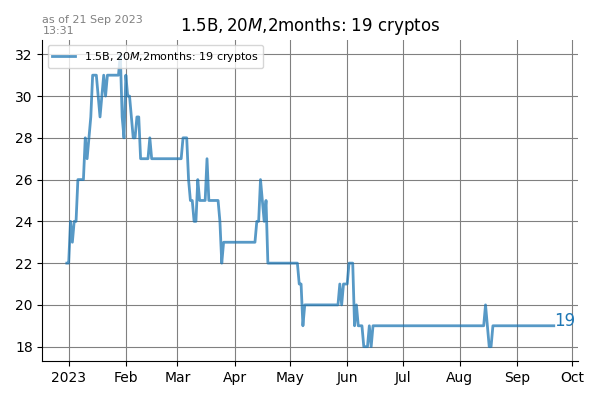 as of 21 Sep 2023
13:31
1.5B, 20M,2months: 19 cryptos
1.5B, 20M,2months: 19 cryptos
32
30
28
26
24
22
20
18
19
2023 Feb Mar Apr May Jun Jul Aug Sep Oct